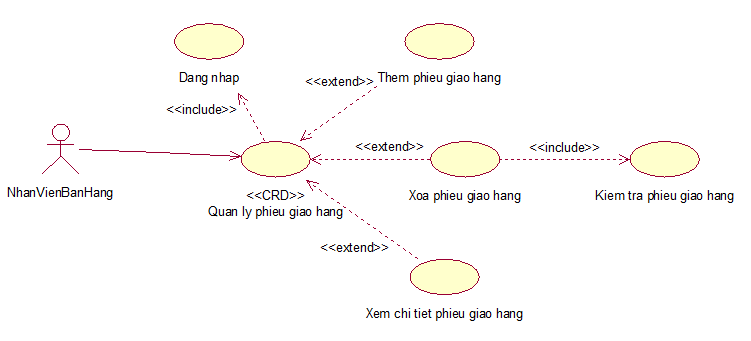 Dang nhap
Them phieu giao hang
<<extend>>
<<include>>
<<extend>>
<<include>>
NhanVienBanHang
<<CRD>>
Quan ly phieu giao hang
Xoa phieu giao hang
Kiem tra phieu giao hang
<<extend>>
Xem chi tiet phieu giao hang